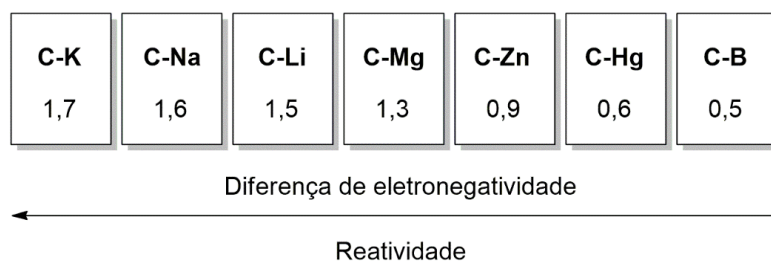 C-K C-Na C-Li C-Mg C-Zn C-Hg C-B
1,7 1,6 1,5 1,3 0,9 0,6 0,5
Diferença de eletronegatividade
Reatividade